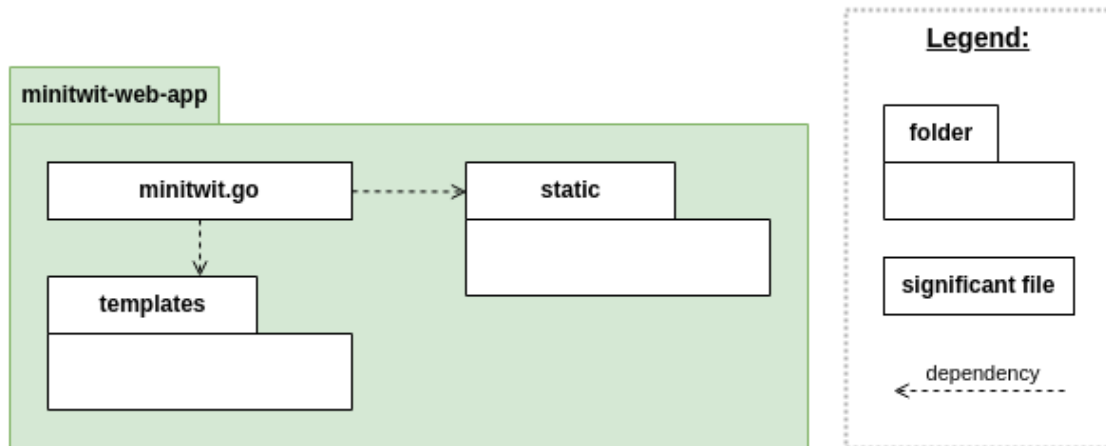 minitwit-web-app
minitwit.go
static
templates
Legend:
folder
significant file
dependency